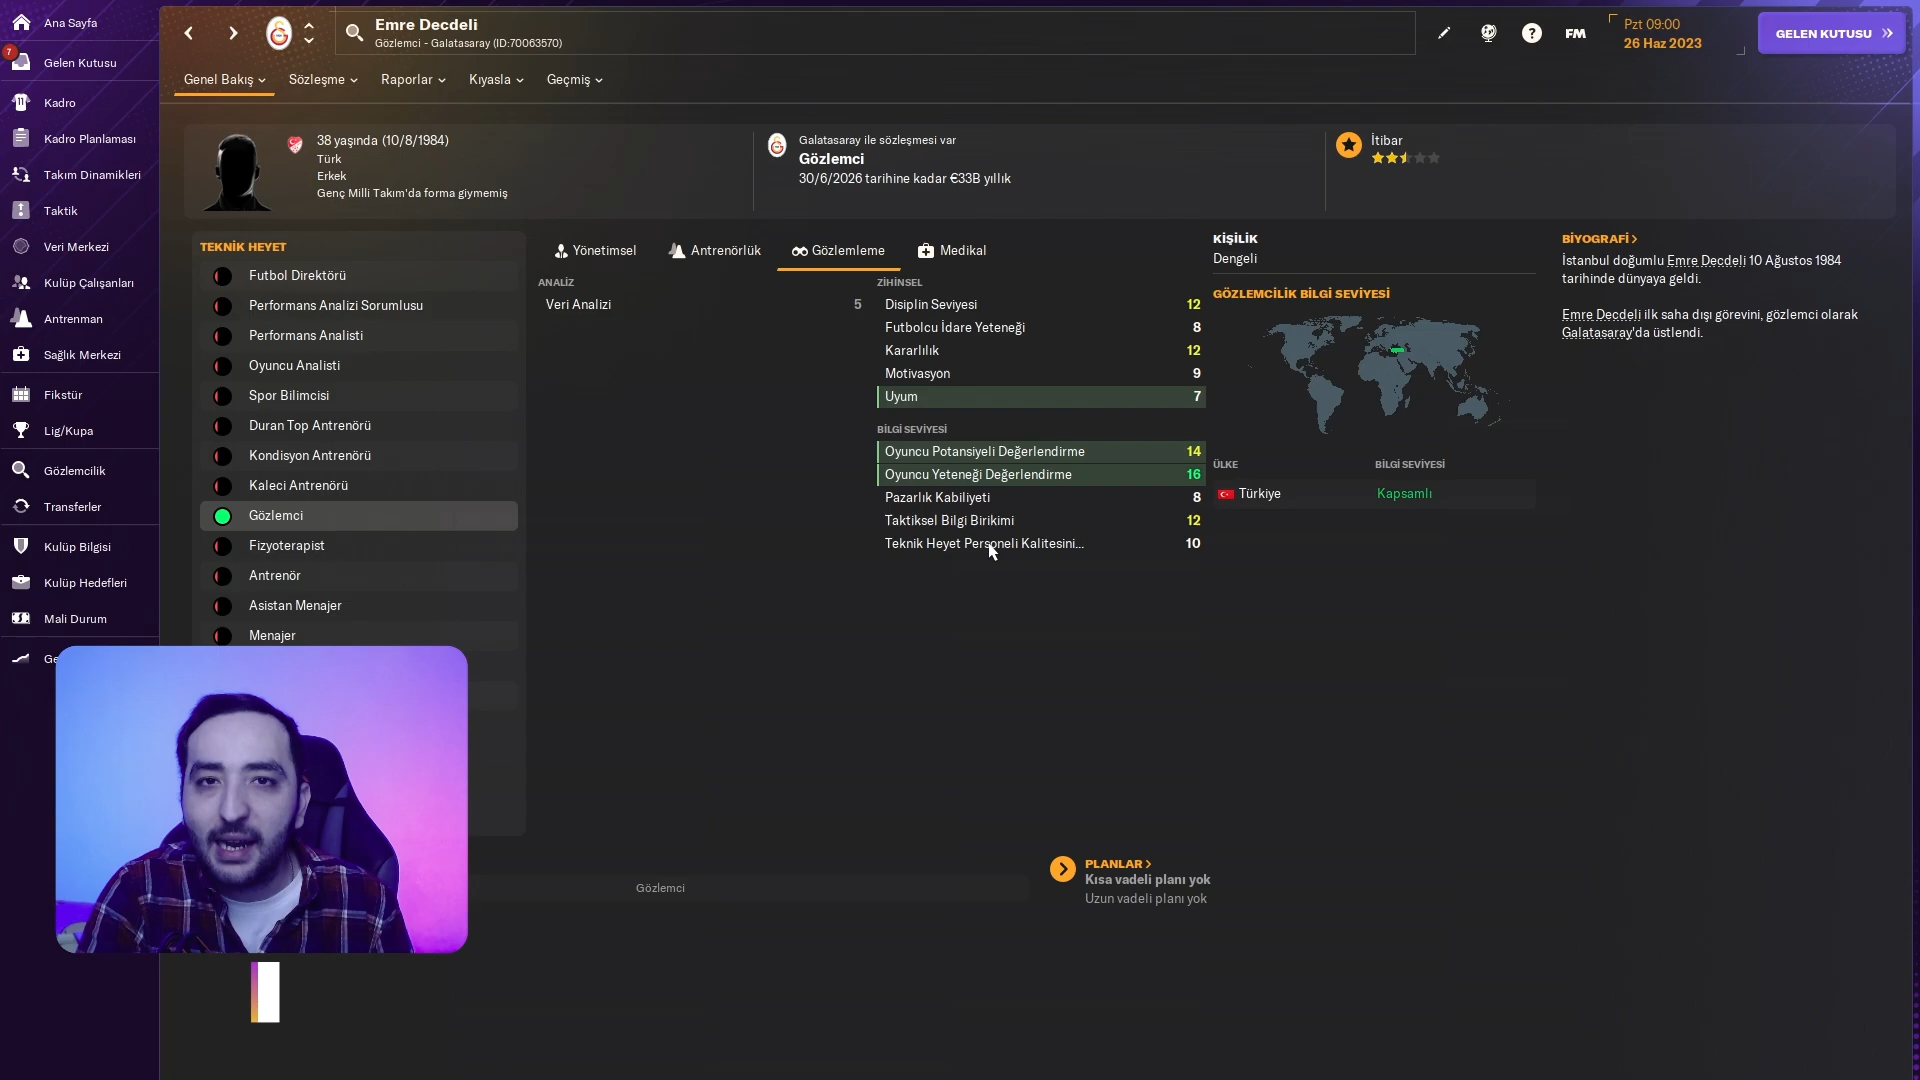 Ana Sayfa
7
Gelen Kutusu
Kadro
Kadro Planlaması
Takım Dinamikleri
Taktik
Veri Merkezi
Kulüp Çalışanları
Antrenman
Sağlık Merkezi
Fikstür
Lig/Kupa
Gözlemcilik
Transferler
Kulüp Bilgisi
Kulüp Hedefleri
Mali Durum
Ge
Emre Decdeli
Gözlemci - Galatasaray (ID:70063570)
FM
Pzt 09:00
26 Haz 2023
GELEN KUTUSU
Genel Bakış
Sözleşme
Raporlar
Kıyasla
Geçmiş
38 yaşında (10/8/1984)
Türk
Erkek
Genç Milli Takım'da forma giymemiş
Galatasaray ile sözleşmesi var
Gözlemci
30/6/2026 tarihine kadar €33B yıllık
İtibar
TEKNİK HEYET
Futbol Direktörü
Performans Analizi Sorumlusu
Performans Analisti
Oyuncu Analisti
Spor Bilimcisi
Duran Top Antrenörü
Kondisyon Antrenörü
Kaleci Antrenörü
Gözlemci
Fizyoterapist
Antrenör
Asistan Menajer
Menajer
Yönetimsel
Antrenörlük
Gözlemleme
Medikal
ANALİZ
Veri Analizi 5
ZİHİNSEL
Disiplin Seviyesi 12
Futbolcu İdare Yeteneği 8
Kararlılık 12
Motivasyon 9
Uyum 7
BİLGİ SEVİYESİ
Oyuncu Potansiyeli Değerlendirme 14
Oyuncu Yeteneği Değerlendirme 16
Pazarlık Kabiliyeti 8
Taktiksel Bilgi Birikimi 12
Teknik Heyet Personeli Kalitesini... 10
KİŞİLİK
Dengeli
GÖZLEMCİLİK BİLGİ SEVİYESİ
ÜLKE BİLGİ SEVİYESİ
Türkiye Kapsamlı
BİYOGRAFİ >
İstanbul doğumlu Emre Decdeli 10 Ağustos 1984
tarihinde dünyaya geldi.
Emre Decdeli ilk saha dışı görevini, gözlemci olarak
Galatasaray'da üstlendi.
Gözlemci
PLANLAR >
Kısa vadeli planı yok
Uzun vadeli planı yok